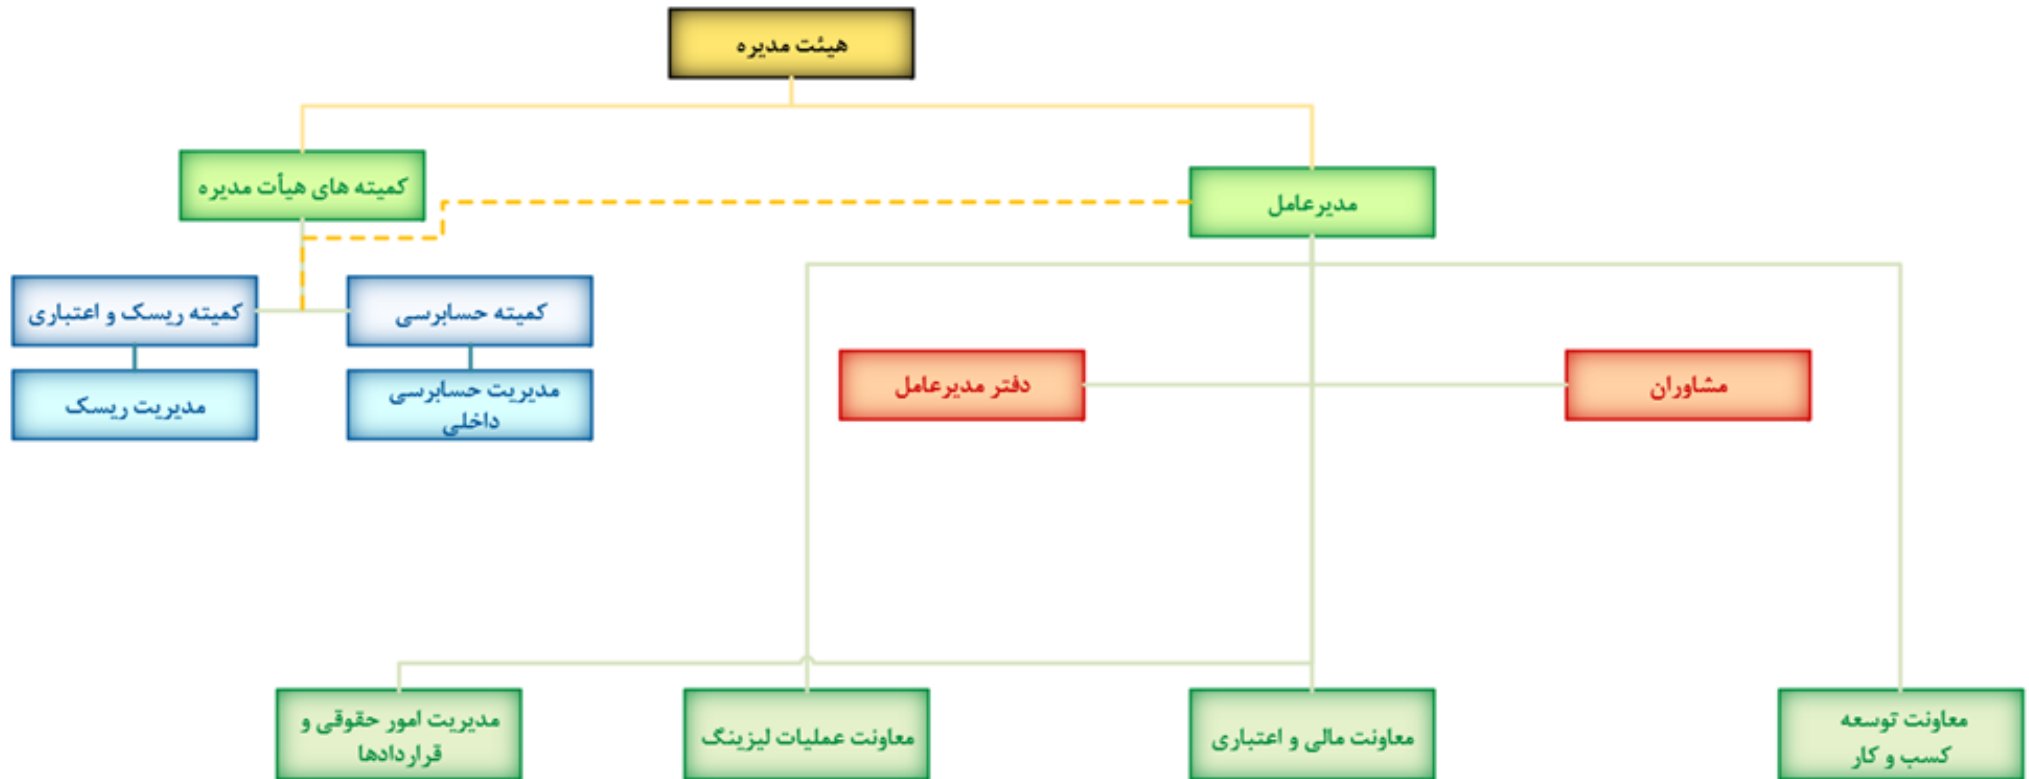 هیئت مدیره
کمیته های هیأت مدیره
مدیرعامل
کمیته حسابرسی
کمیته ریسک و اعتباری
مدیریت حسابرسی
داخلی
مدیریت ریسک
مشاوران
دفتر مدیرعامل
معاونت توسعه
کسب و کار
معاونت مالی و اعتباری
معاونت عملیات لیزینگ
مدیریت امور حقوقی و
قراردادها